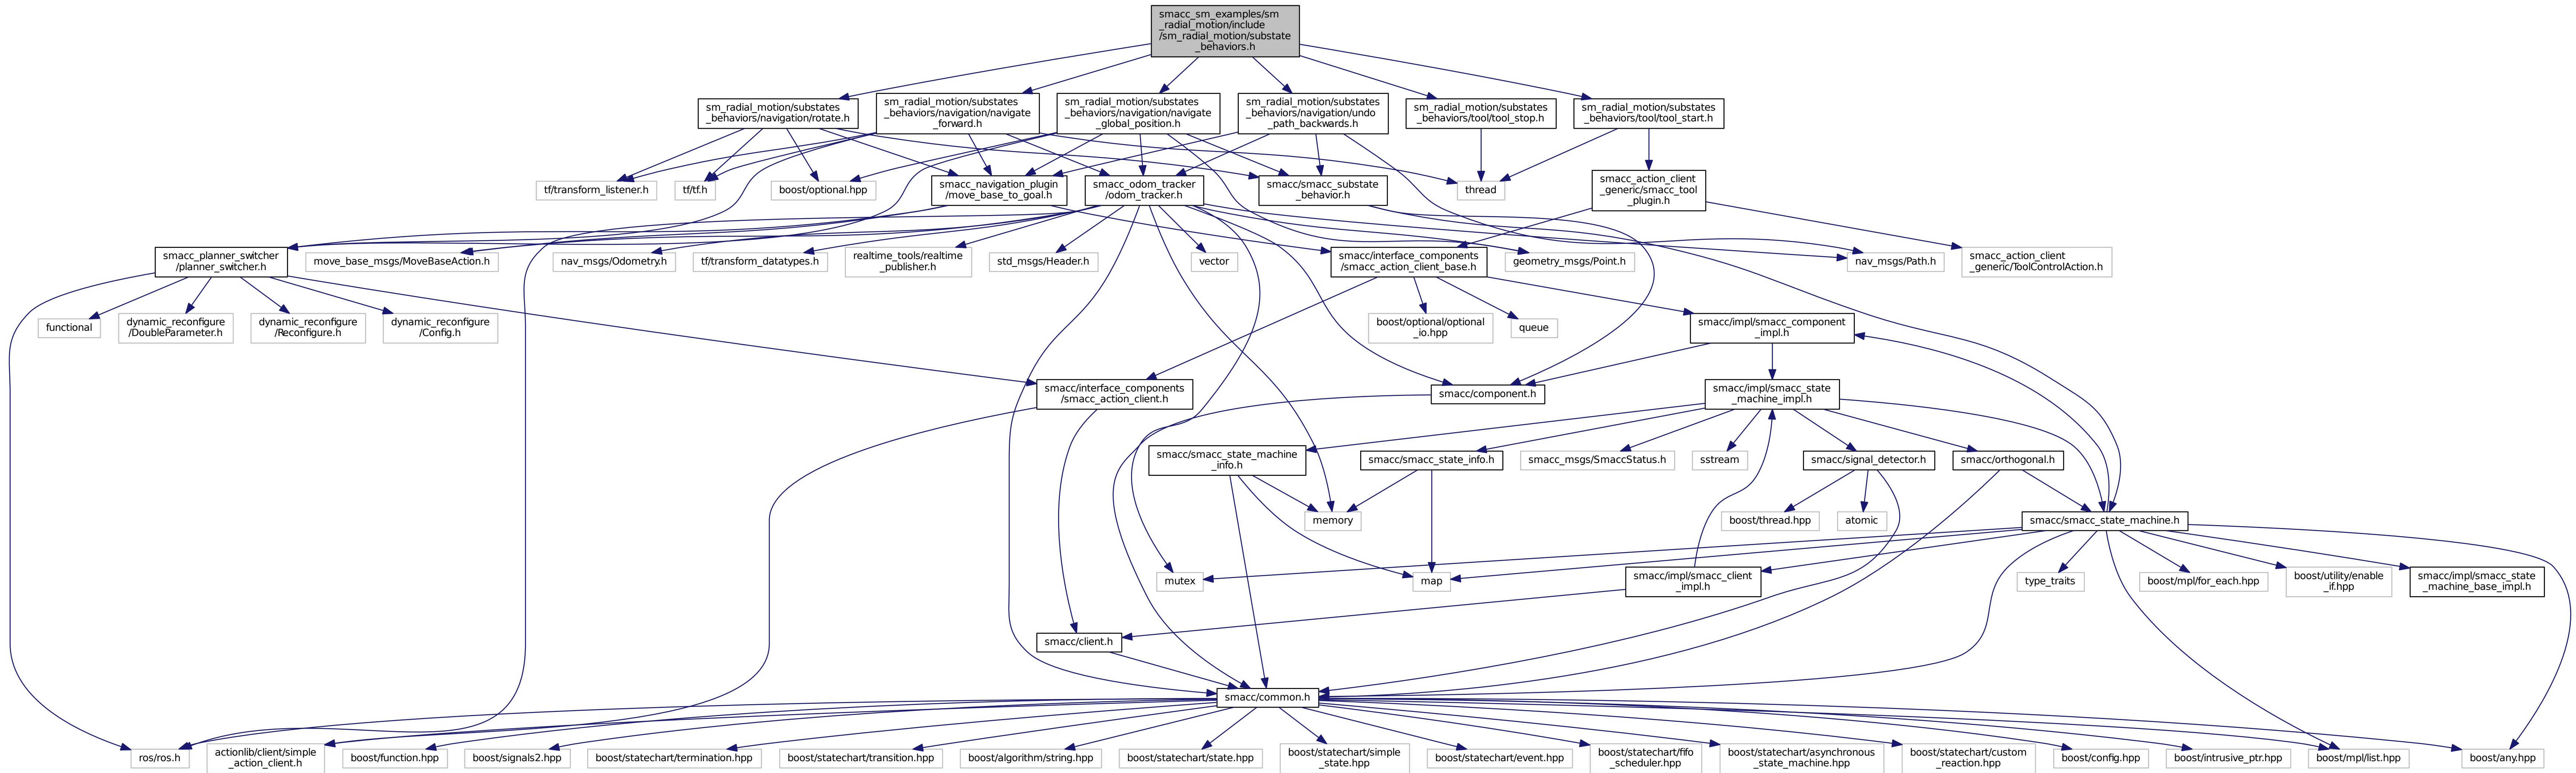 smacc_sm_examples/sm
_radial_motion/include
/sm_radial_motion/substate
_behaviors.h
sm_radial_motion/substates
_behaviors/navigation/rotate.h
sm_radial_motion/substates
_behaviors/navigation/navigate
_forward.h
sm_radial_motion/substates
_behaviors/navigation/navigate
_global_position.h
sm_radial_motion/substates
_behaviors/navigation/undo
_path_backwards.h
sm_radial_motion/substates
_behaviors/tool/tool_stop.h
sm_radial_motion/substates
_behaviors/tool/tool_start.h
tf/transform_listener.h
tf/tf.h
boost/optional.hpp
smacc_navigation_plugin
/move_base_to_goal.h
smacc_odom_tracker
/odom_tracker.h
smacc/smacc_substate
_behavior.h
thread
smacc_action_client
_generic/smacc_tool
_plugin.h
smacc_planner_switcher
/planner_switcher.h
move_base_msgs/MoveBaseAction.h
nav_msgs/Odometry.h
tf/transform_datatypes.h
realtime_tools/realtime
_publisher.h
std_msgs/Header.h
vector
smacc/interface_components
/smacc_action_client_base.h
geometry_msgs/Point.h
nav_msgs/Path.h
smacc_action_client
_generic/ToolControlAction.h
functional
dynamic_reconfigure
/DoubleParameter.h
dynamic_reconfigure
/Reconfigure.h
dynamic_reconfigure
/Config.h
boost/optional/optional
_io.hpp
queue
smacc/impl/smacc_component
_impl.h
smacc/interface_components
/smacc_action_client.h
smacc/component.h
smacc/impl/smacc_state
_machine_impl.h
smacc/smacc_state_machine
_info.h
smacc/smacc_state_info.h
smacc_msgs/SmaccStatus.h
sstream
smacc/signal_detector.h
smacc/orthogonal.h
memory
boost/thread.hpp
atomic
smacc/smacc_state_machine.h
mutex
map
smacc/impl/smacc_client
_impl.h
type_traits
boost/mpl/for_each.hpp
boost/utility/enable
_if.hpp
smacc/impl/smacc_state
_machine_base_impl.h
smacc/client.h
smacc/common.h
ros/ros.h
actionlib/client/simple
_action_client.h
boost/function.hpp
boost/signals2.hpp
boost/statechart/termination.hpp
boost/statechart/transition.hpp
boost/algorithm/string.hpp
boost/statechart/state.hpp
boost/statechart/simple
_state.hpp
boost/statechart/event.hpp
boost/statechart/fifo
_scheduler.hpp
boost/statechart/asynchronous
_state_machine.hpp
boost/statechart/custom
_reaction.hpp
boost/config.hpp
boost/intrusive_ptr.hpp
boost/mpl/list.hpp
boost/any.hpp